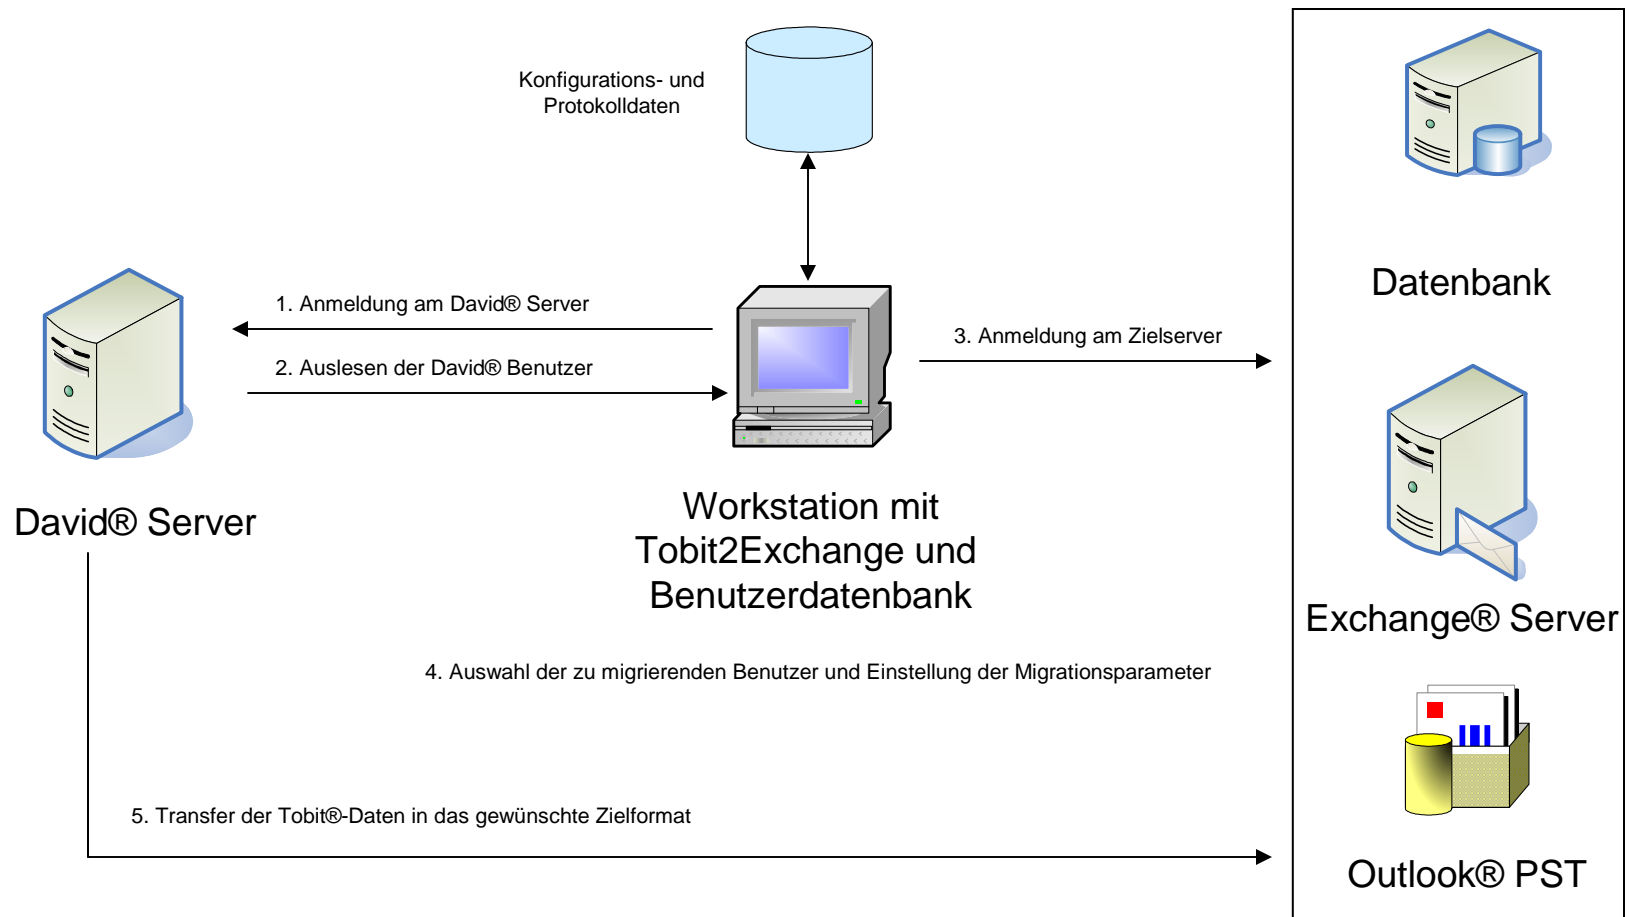 Konfigurations- und
Protokolldaten
1. Anmeldung am David® Server
2. Auslesen der David® Benutzer
3. Anmeldung am Zielserver
Datenbank
David® Server
Workstation mit
Tobit2Exchange und
Benutzerdatenbank
Exchange® Server
4. Auswahl der zu migrierenden Benutzer und Einstellung der Migrationsparameter
5. Transfer der Tobit®-Daten in das gewünschte Zielformat
Outlook® PST